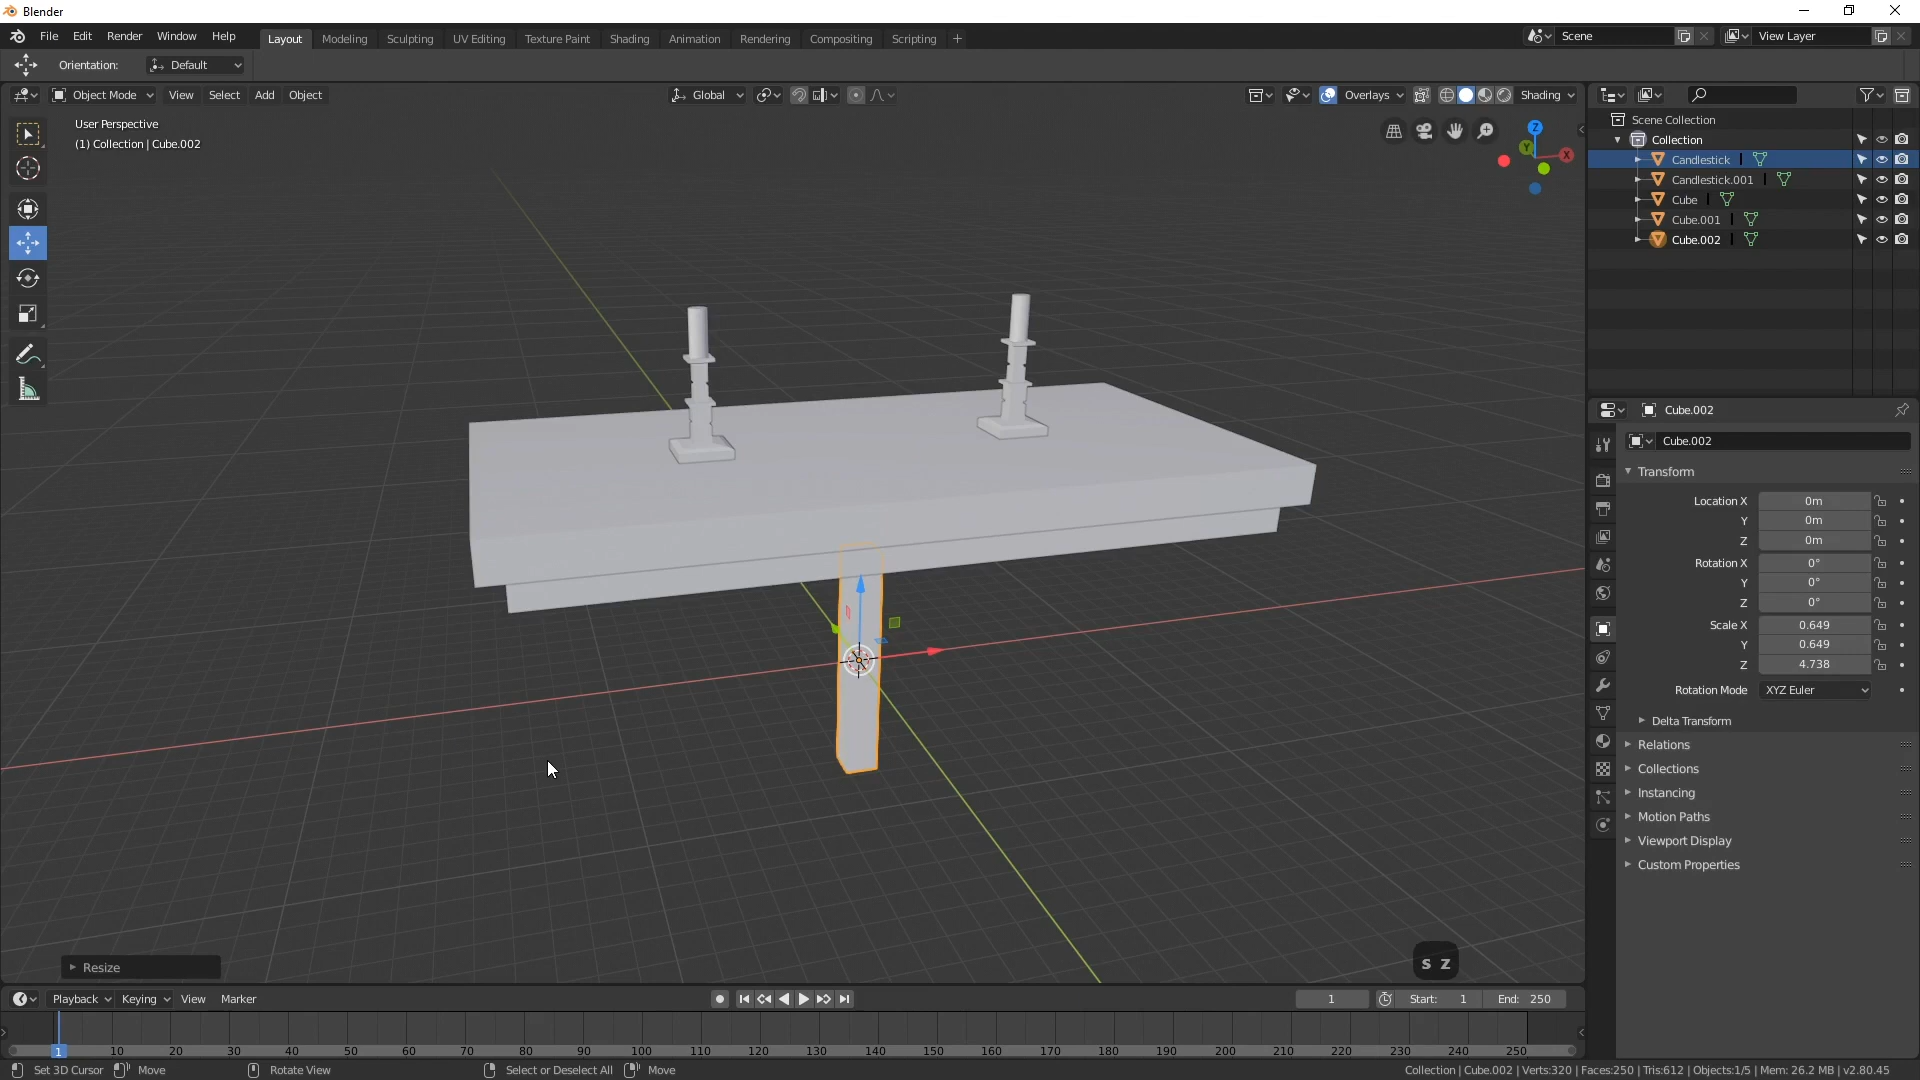 Blender
File Edit Render Window Help Layout Modeling Sculpting UV Editing Texture Paint Shading Animation Rendering Compositing Scripting + Scene View Layer
Orientation: Default
Object Mode View Select Add Object Global Overlays Shading
User Perspective
(1) Collection | Cube.002
Z
Y
X
Scene Collection
Collection
Candlestick
Candlestick.001
Cube
Cube.001
Cube.002
Cube.002
Cube.002
Transform
Location X 0m
Y 0m
Z 0m
Rotation X 0°
Y 0°
Z 0°
Scale X 0.649
Y 0.649
Z 4.738
Rotation Mode XYZ Euler
Delta Transform
Relations
Collections
Instancing
Motion Paths
Viewport Display
Custom Properties
Resize
S Z
Playback Keying View Marker 1 Start: 1 End: 250
1 10 20 30 40 50 60 70 80 90 100 110 120 130 140 150 160 170 180 190 200 210 220 230 240 250
Set 3D Cursor Move Rotate View Select or Deselect All Move Collection | Cube.002 | Verts:320 | Faces:250 | Tris:612 | Objects:1/5 | Mem: 26.2 MB | v2.80.45